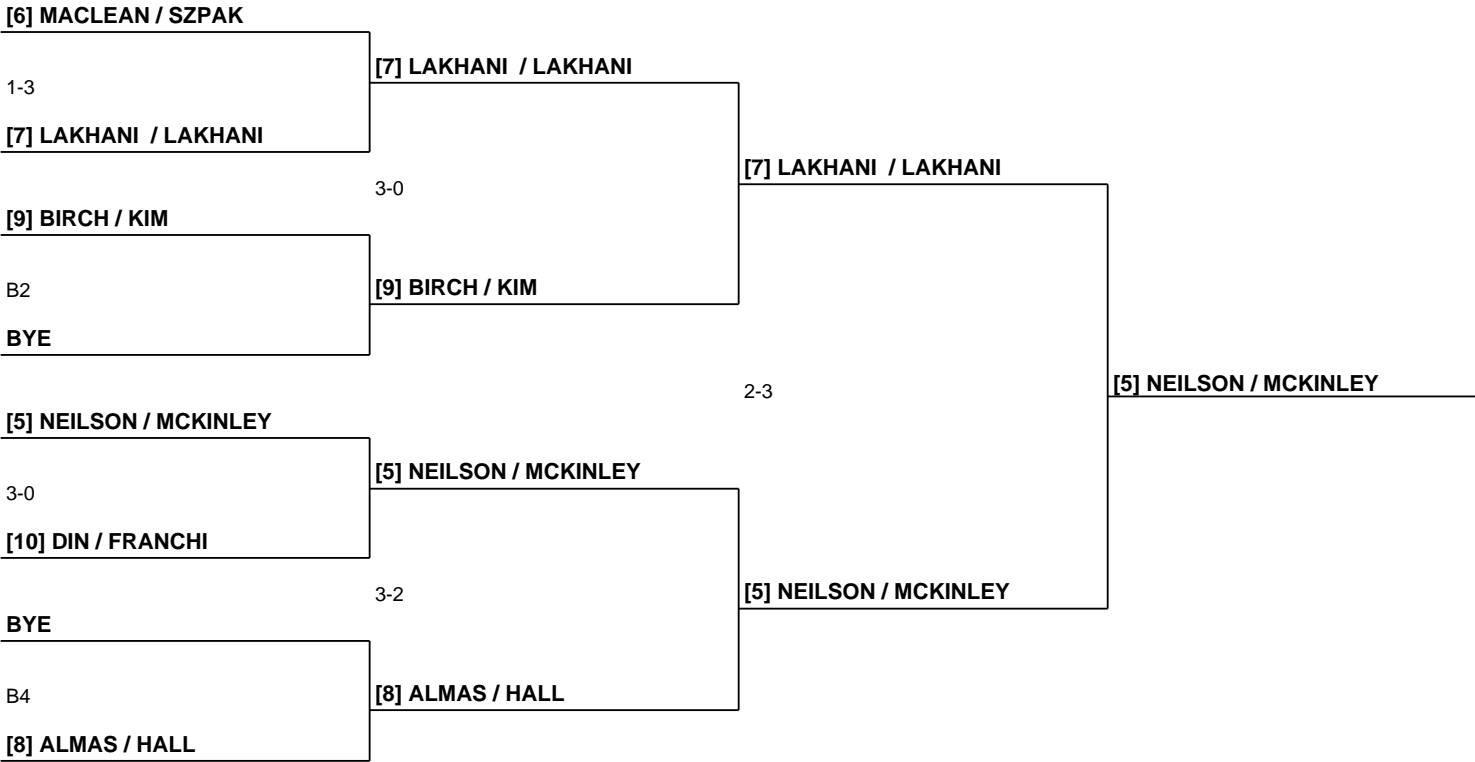 [6] MACLEAN / SZPAK
1-3
[7] LAKHANI  / LAKHANI
[9] BIRCH / KIM
B2
BYE
[5] NEILSON / MCKINLEY
3-0
[10] DIN / FRANCHI
BYE
B4
[8] ALMAS / HALL
[7] LAKHANI  / LAKHANI
3-0
[9] BIRCH / KIM
[5] NEILSON / MCKINLEY
3-2
[8] ALMAS / HALL
[7] LAKHANI  / LAKHANI
2-3
[5] NEILSON / MCKINLEY
[5] NEILSON / MCKINLEY